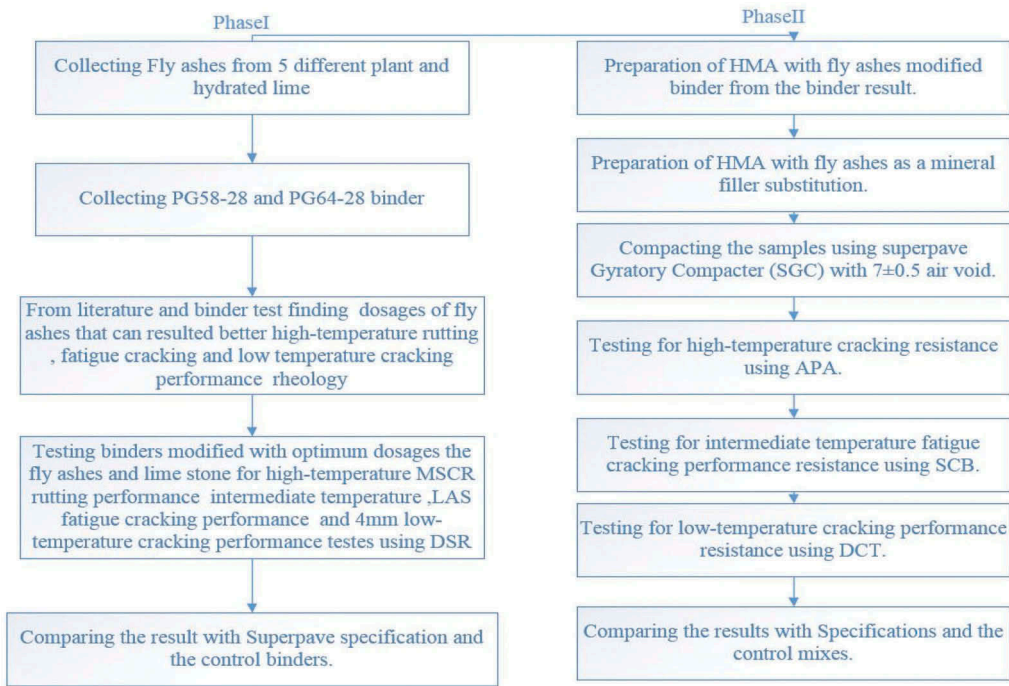 PhaseI
Collecting Fly ashes from 5 different plant and
hydrated lime
Collecting PG58-28 and PG64-28 binder
From literature and binder test finding dosages of fly
ashes that can resulted better high-temperature rutting
, fatigue cracking and low temperature cracking
performance rheology
Testing binders modified with optimum dosages the
fly ashes and lime stone for high-temperature MSCR
rutting performance intermediate temperature ,LAS
fatigue cracking performance and 4mm low-
temperature cracking performance testes using DSR
Comparing the result with Superpave specification and
the control binders.
PhaseII
Preparation of HMA with fly ashes modified
binder from the binder result.
Preparation of HMA with fly ashes as a mineral
filler substitution.
Compacting the samples using superpave
Gyratory Compacter (SGC) with 7±0.5 air void.
Testing for high-temperature cracking resistance
using APA.
Testing for intermediate temperature fatigue
cracking performance resistance using SCB.
Testing for low-temperature cracking performance
resistance using DCT.
Comparing the results with Specifications and the
control mixes.